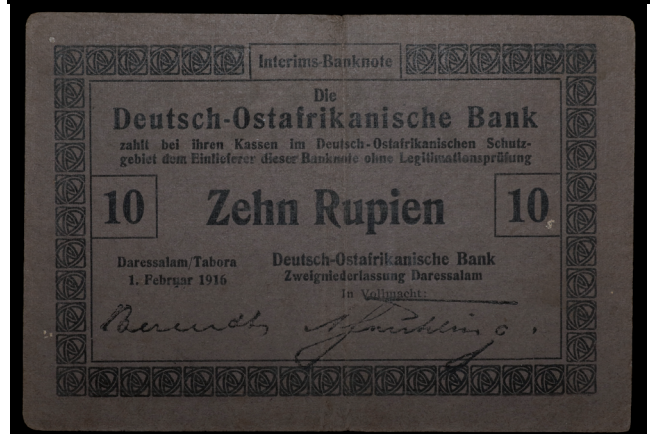 Interims-Banknote
Die
Deutsch-Ostafrikanische Bank
zahlt bei ihren Kassen im Deutsch-Ostafrikanischen Schutz-
gebiet dem Einlieferer dieser Banknote ohne Legitimationsprüfung
10 Zehn Rupien 10
Daressalam/Tabora
1. Februar 1916
Deutsch-Ostafrikanische Bank
Zweigniederlassung Daressalam
In Vollmacht:
Berendt